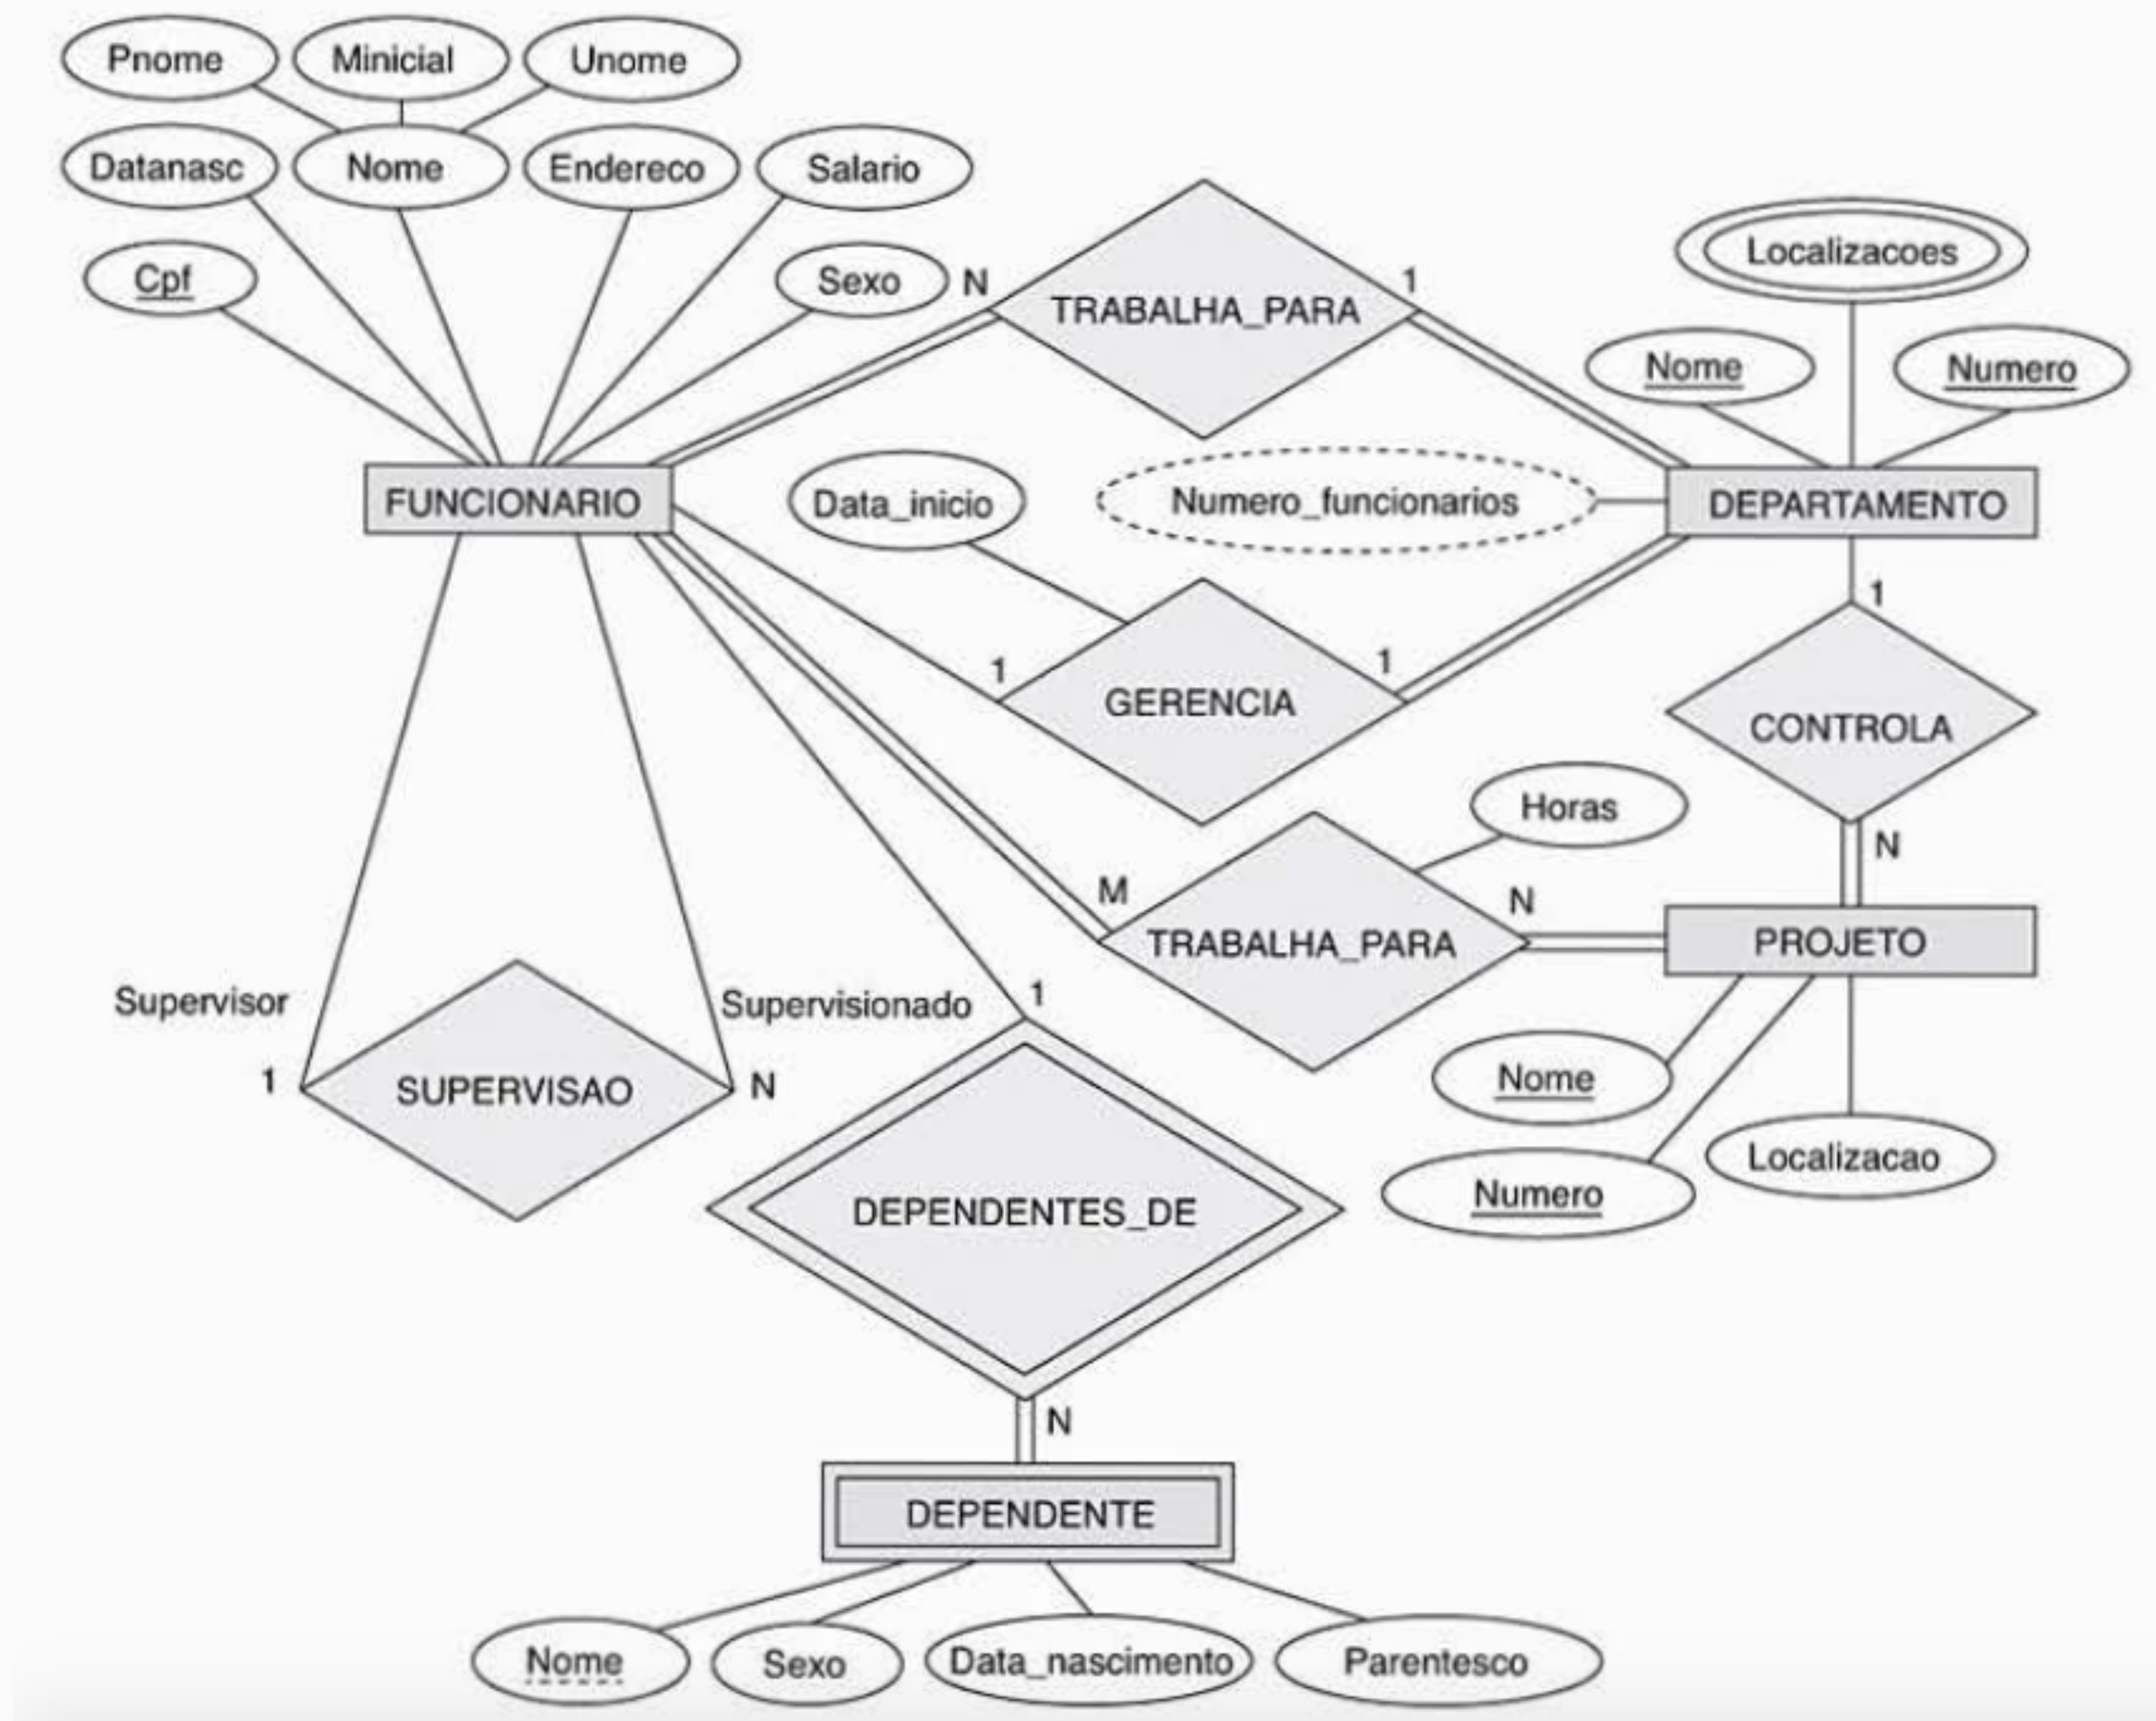 Pnome
Minicial
Unome
Datanasc
Nome
Endereco
Salario
Cpf
Sexo
N
TRABALHA_PARA
1
Localizacoes
Nome
Numero
FUNCIONARIO
Data_inicio
Numero_funcionarios
DEPARTAMENTO
1
1
GERENCIA
1
CONTROLA
Horas
N
M
TRABALHA_PARA
N
PROJETO
Supervisor
Supervisionado
1
1
SUPERVISAO
N
Nome
Numero
Localizacao
DEPENDENTES_DE
N
DEPENDENTE
Nome
Sexo
Data_nascimento
Parentesco